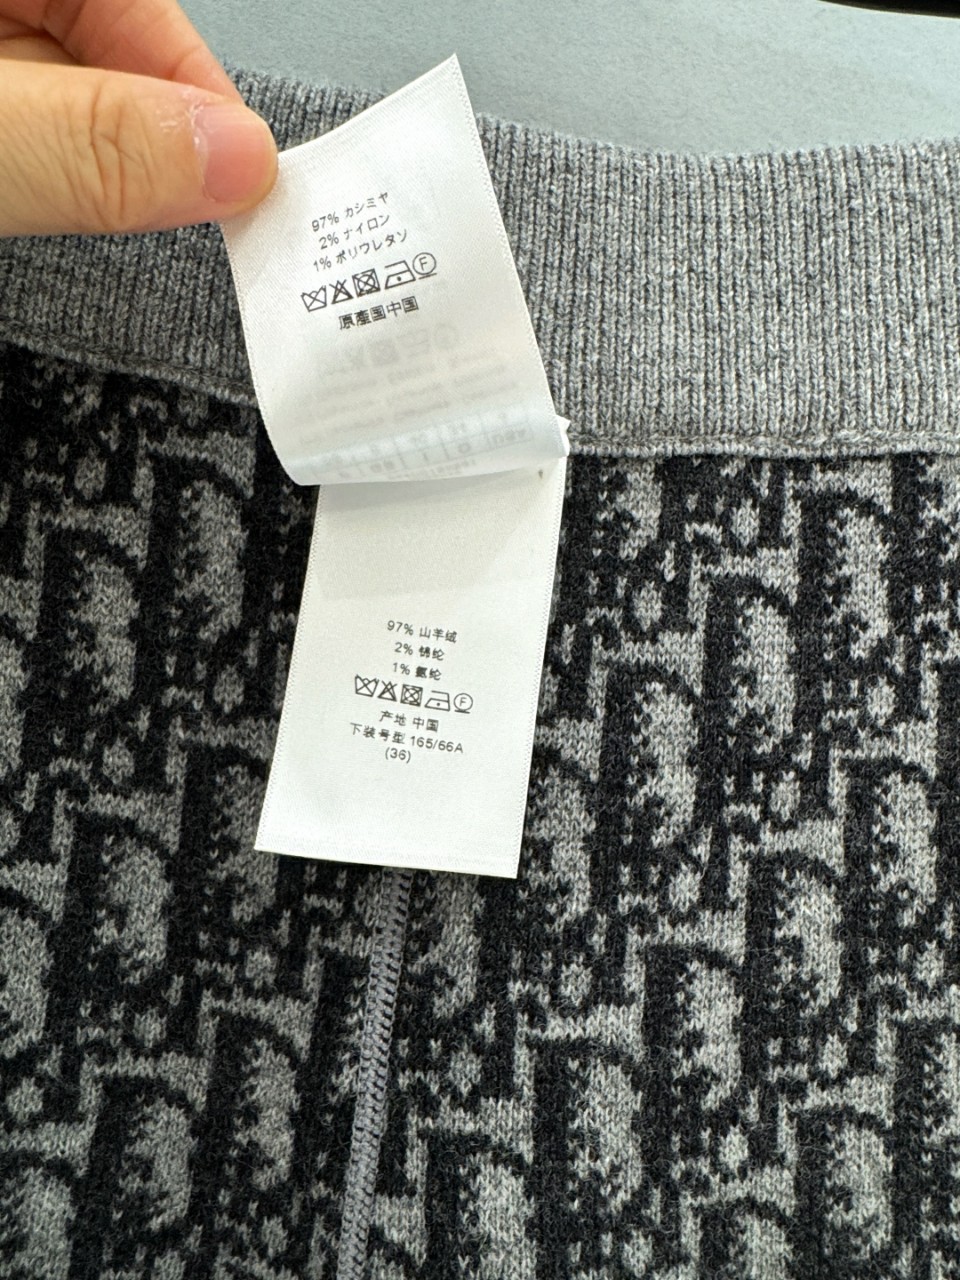 97% カシミヤ
2% ナイロン
1% ポリウレタン
F
原産国中国
97% 山羊绒
2% 锦纶
1% 氨纶
F
产地 中国
下装号型 165/66A
(36)